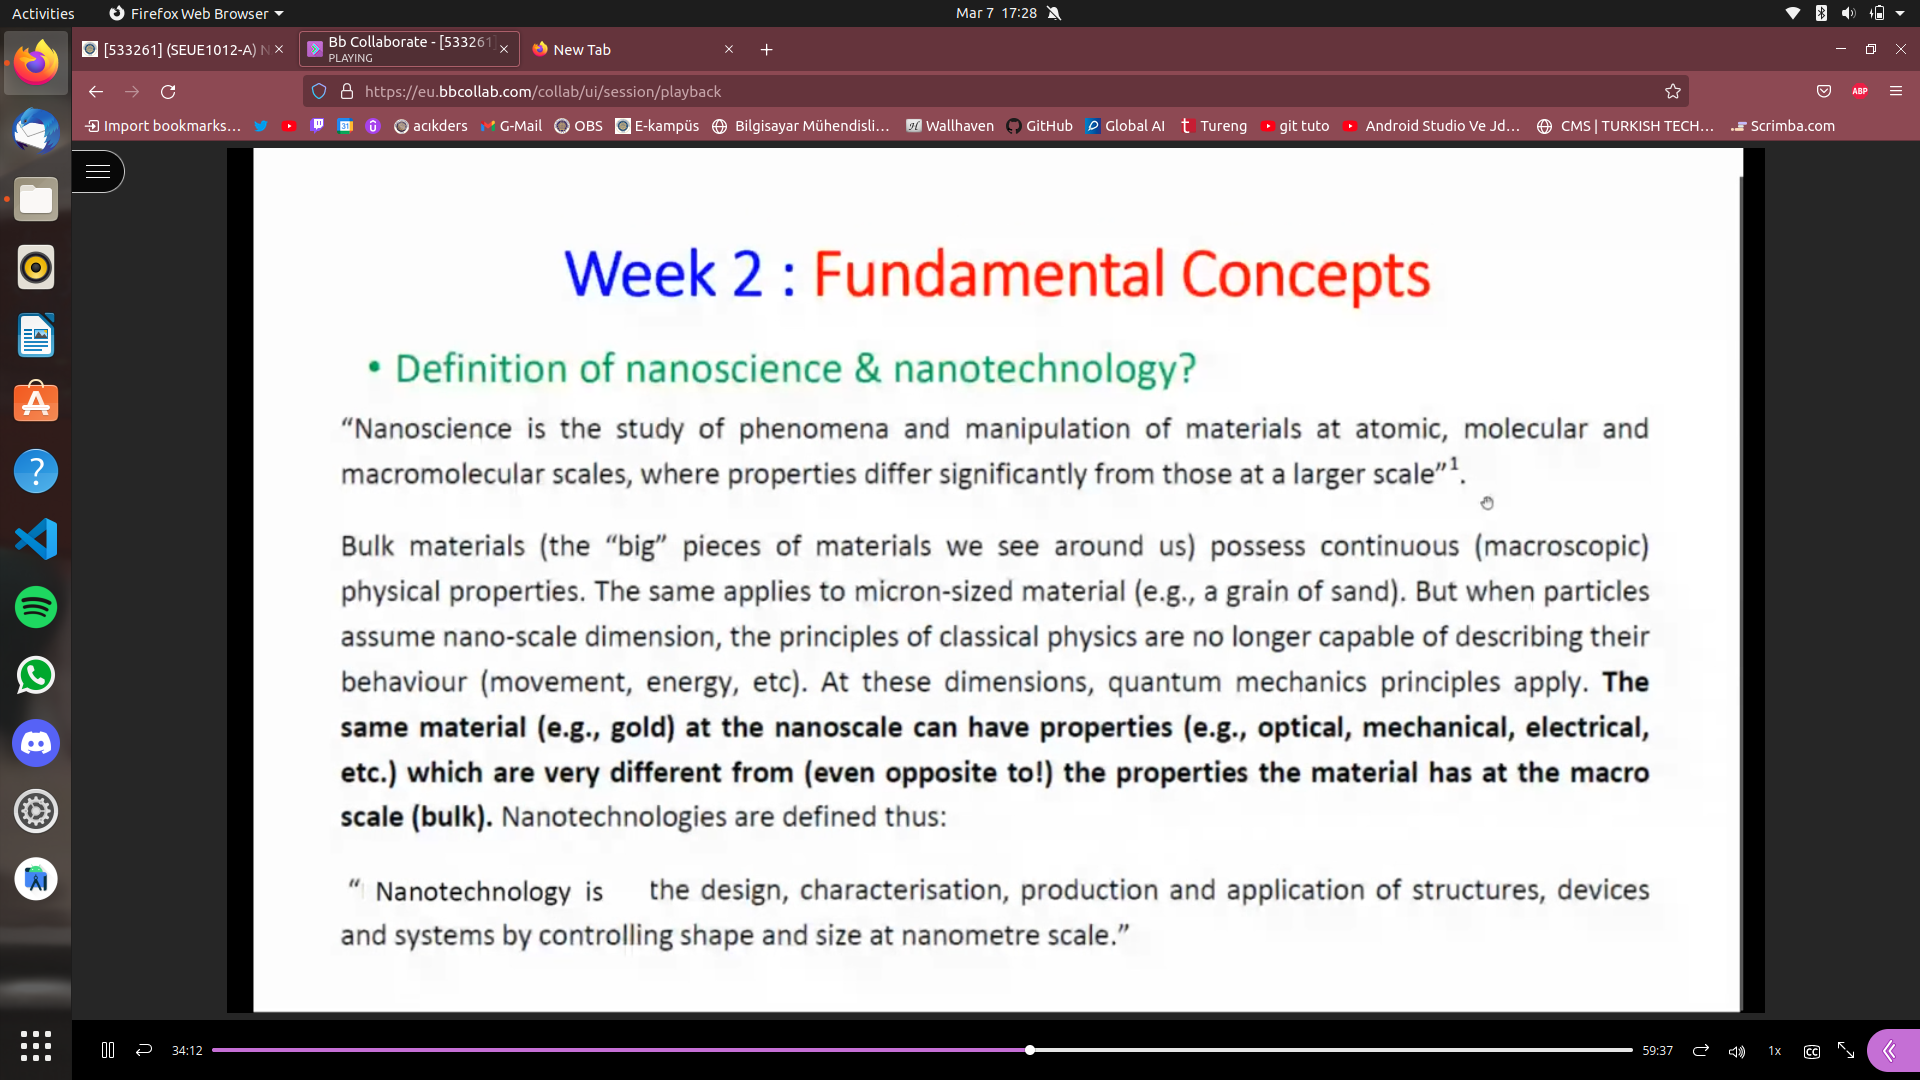 Activities
Firefox Web Browser
Mar 7 17:28
[533261] (SEUE1012-A) N
Bb Collaborate - [533261]
PLAYING
New Tab
https://eu.bbcollab.com/collab/ui/session/playback
ABP
Import bookmarks...
31
acıkders
G-Mail
OBS
E-kampüs
Bilgisayar Mühendisli...
Wallhaven
GitHub
Global AI
Tureng
git tuto
Android Studio Ve Jd...
CMS | TURKISH TECH...
Scrimba.com
Week 2 : Fundamental Concepts
• Definition of nanoscience & nanotechnology?
“Nanoscience is the study of phenomena and manipulation of materials at atomic, molecular and
macromolecular scales, where properties differ significantly from those at a larger scale”1.
Bulk materials (the “big” pieces of materials we see around us) possess continuous (macroscopic)
physical properties. The same applies to micron-sized material (e.g., a grain of sand). But when particles
assume nano-scale dimension, the principles of classical physics are no longer capable of describing their
behaviour (movement, energy, etc). At these dimensions, quantum mechanics principles apply. The
same material (e.g., gold) at the nanoscale can have properties (e.g., optical, mechanical, electrical,
etc.) which are very different from (even opposite to!) the properties the material has at the macro
scale (bulk). Nanotechnologies are defined thus:
“ Nanotechnology is the design, characterisation, production and application of structures, devices
and systems by controlling shape and size at nanometre scale.”
34:12
59:37
1x
CC